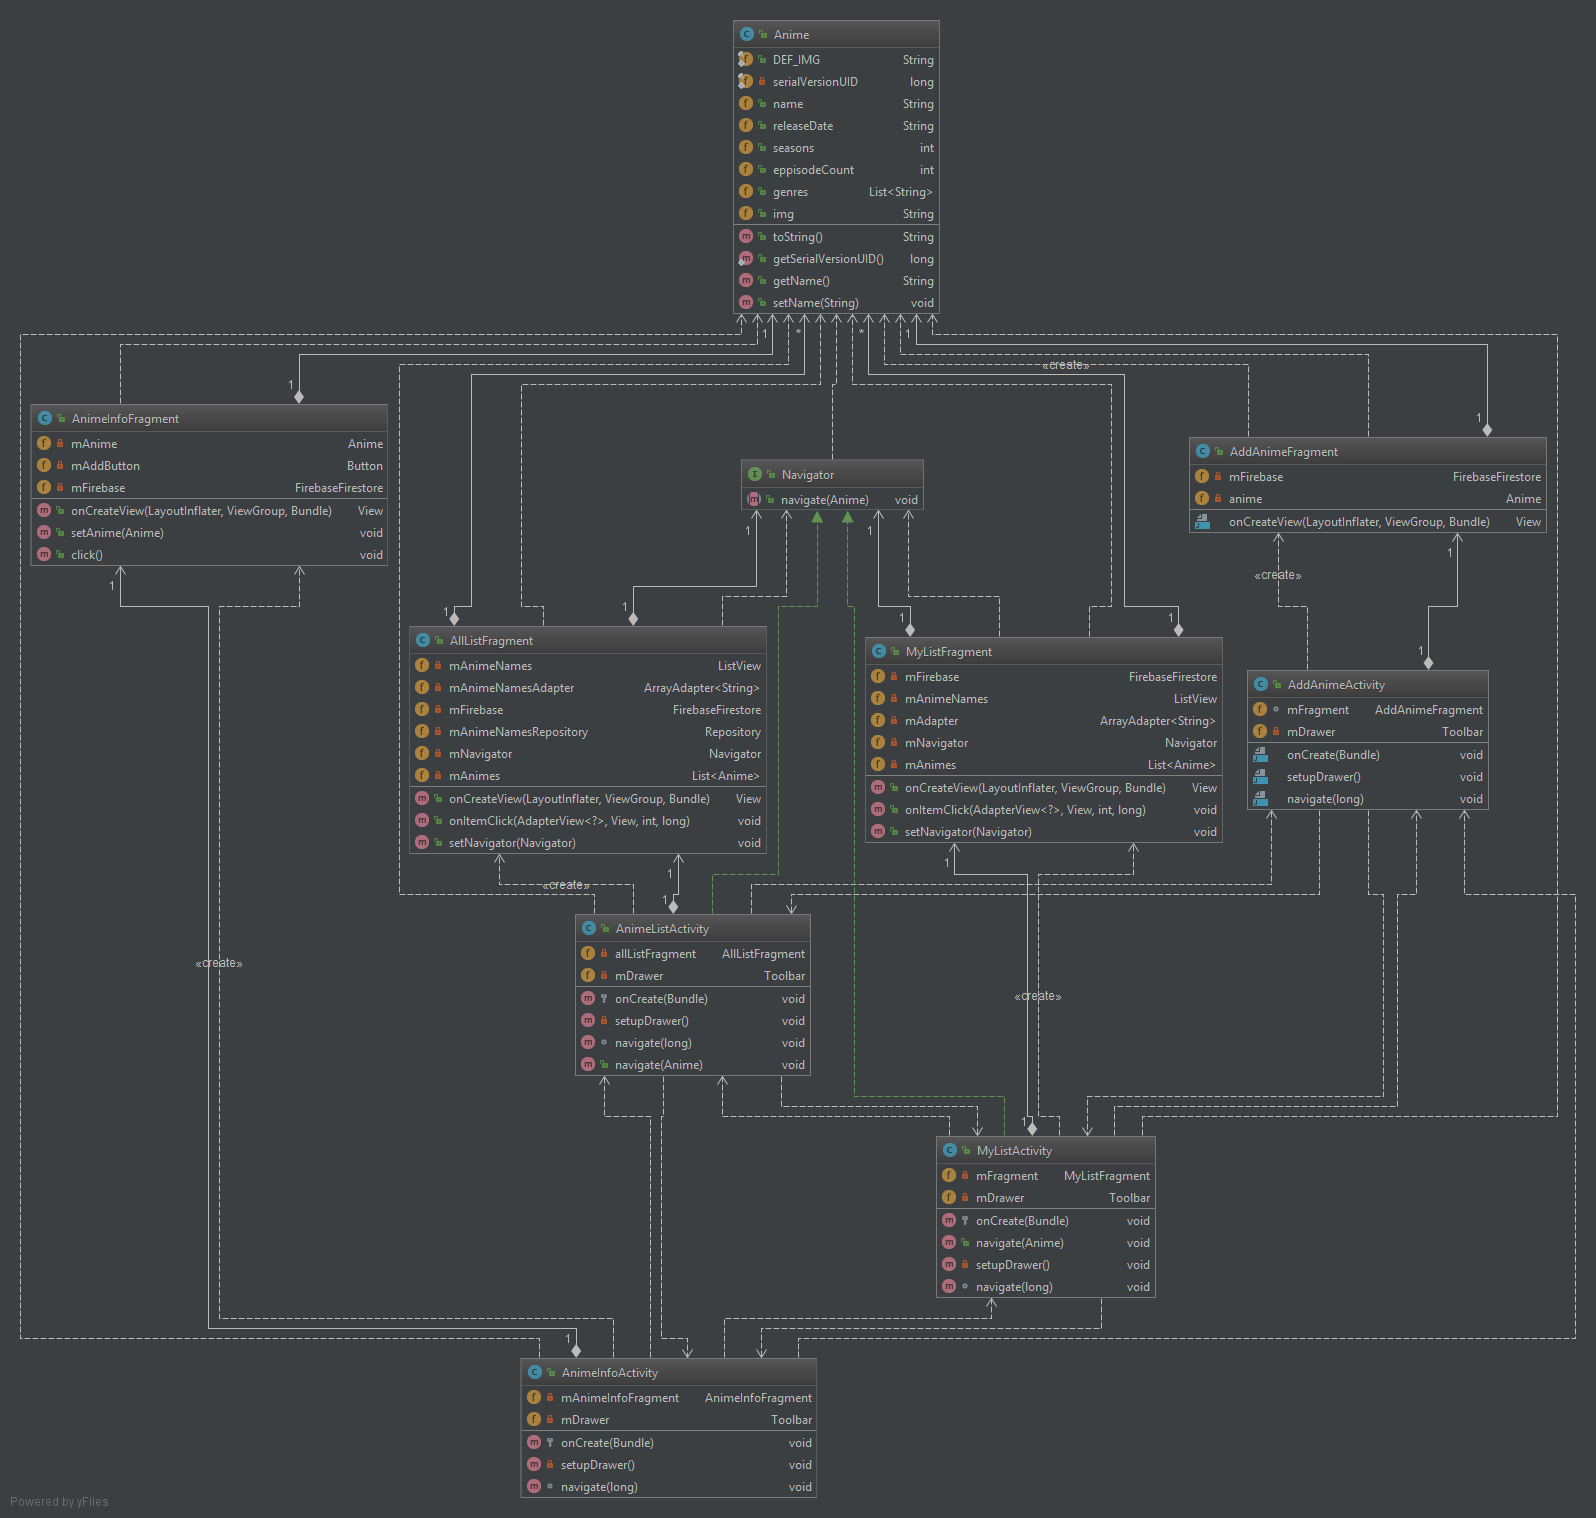 Anime
DEF_IMG String
serialVersionUID long
name String
releaseDate String
seasons int
eppisodeCount int
genres List<String>
img String
toString() String
getSerialVersionUID() long
getName() String
setName(String) void
1 * * 1
«create»
1
1
AnimeInfoFragment
mAnime Anime
mAddButton Button
mFirebase FirebaseFirestore
onCreateView(LayoutInflater, ViewGroup, Bundle) View
setAnime(Anime) void
click() void
1
Navigator
navigate(Anime) void
1 1
AddAnimeFragment
mFirebase FirebaseFirestore
anime Anime
onCreateView(LayoutInflater, ViewGroup, Bundle) View
1
«create»
1 1 1 1
AllListFragment
mAnimeNames ListView
mAnimeNamesAdapter ArrayAdapter<String>
mFirebase FirebaseFirestore
mAnimeNamesRepository Repository
mNavigator Navigator
mAnimes List<Anime>
onCreateView(LayoutInflater, ViewGroup, Bundle) View
onItemClick(AdapterView<?>, View, int, long) void
setNavigator(Navigator) void
MyListFragment
mFirebase FirebaseFirestore
mAnimeNames ListView
mAdapter ArrayAdapter<String>
mNavigator Navigator
mAnimes List<Anime>
onCreateView(LayoutInflater, ViewGroup, Bundle) View
onItemClick(AdapterView<?>, View, int, long) void
setNavigator(Navigator) void
1
AddAnimeActivity
mFragment AddAnimeFragment
mDrawer Toolbar
onCreate(Bundle) void
setupDrawer() void
navigate(long) void
1
1
«create»
1
AnimeListActivity
allListFragment AllListFragment
mDrawer Toolbar
onCreate(Bundle) void
setupDrawer() void
navigate(long) void
navigate(Anime) void
«create»
«create»
1
MyListActivity
mFragment MyListFragment
mDrawer Toolbar
onCreate(Bundle) void
navigate(Anime) void
setupDrawer() void
navigate(long) void
1
AnimeInfoActivity
mAnimeInfoFragment AnimeInfoFragment
mDrawer Toolbar
onCreate(Bundle) void
setupDrawer() void
navigate(long) void
Powered by yFiles